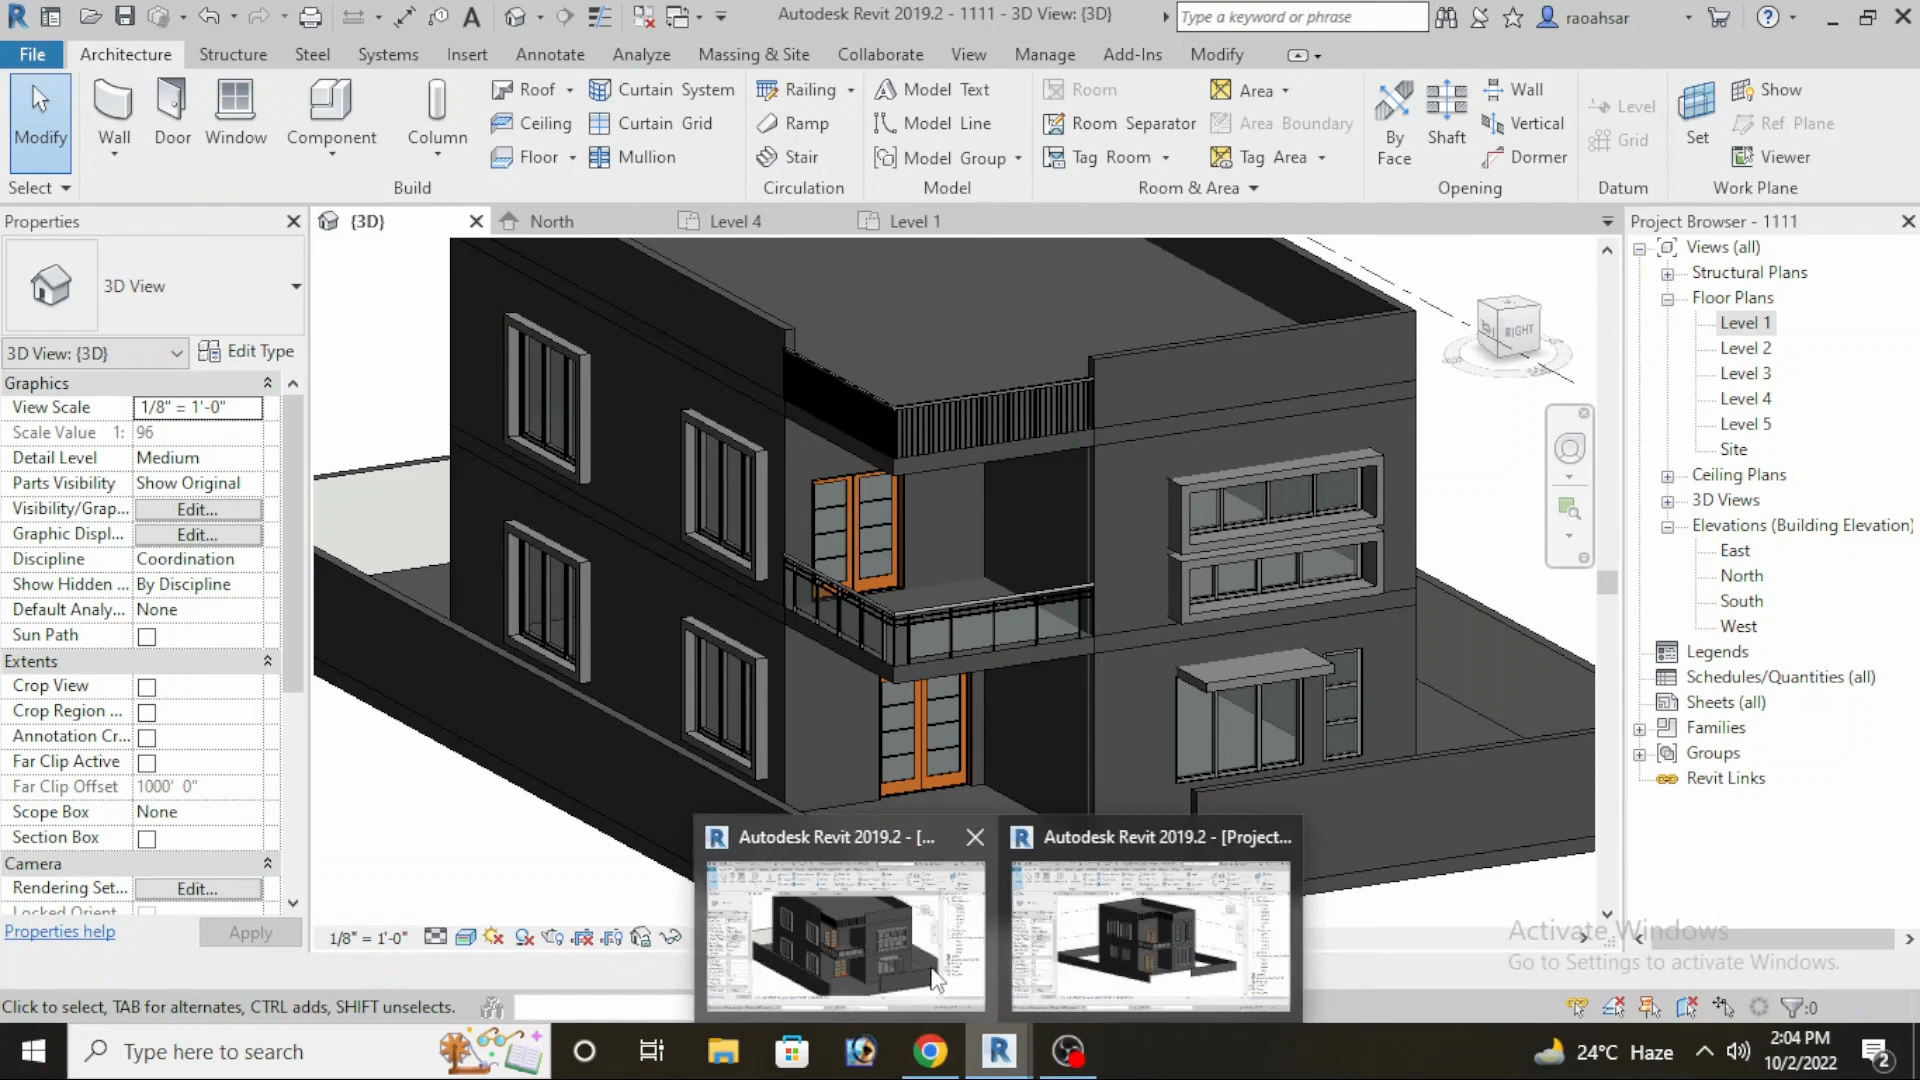 Autodesk Revit 2019.2 - 1111 - 3D View: {3D}
Type a keyword or phrase
raoahsar
File
Architecture
Structure
Steel
Systems
Insert
Annotate
Analyze
Massing & Site
Collaborate
View
Manage
Add-Ins
Modify
Modify
Wall
Door
Window
Component
Column
Roof
Ceiling
Floor
Curtain System
Curtain Grid
Mullion
Railing
Ramp
Stair
Model Text
Model Line
Model Group
Room
Room Separator
Tag Room
Area
Area Boundary
Tag Area
By
Face
Shaft
Wall
Vertical
Dormer
Level
Grid
Set
Show
Ref Plane
Viewer
Select
Build
Circulation
Model
Room & Area
Opening
Datum
Work Plane
Properties
3D View
3D View: {3D}
Edit Type
Graphics
View Scale 1/8" = 1'-0"
Scale Value 1: 96
Detail Level Medium
Parts Visibility Show Original
Visibility/Grap... Edit...
Graphic Displ... Edit...
Discipline Coordination
Show Hidden ... By Discipline
Default Analy... None
Sun Path
Extents
Crop View
Crop Region ...
Annotation Cr...
Far Clip Active
Far Clip Offset 1000' 0"
Scope Box None
Section Box
Camera
Rendering Set... Edit...
Locked Orient
Properties help
Apply
{3D}
North
Level 4
Level 1
RIGHT
Project Browser - 1111
Views (all)
Structural Plans
Floor Plans
Level 1
Level 2
Level 3
Level 4
Level 5
Site
Ceiling Plans
3D Views
Elevations (Building Elevation)
East
North
South
West
Legends
Schedules/Quantities (all)
Sheets (all)
Families
Groups
Revit Links
1/8" = 1'-0"
Autodesk Revit 2019.2 - [...
Autodesk Revit 2019.2 - [Project...
Activate Windows
Go to Settings to activate Windows.
Click to select, TAB for alternates, CTRL adds, SHIFT unselects.
:0
Type here to search
24°C Haze
2:04 PM
10/2/2022
2